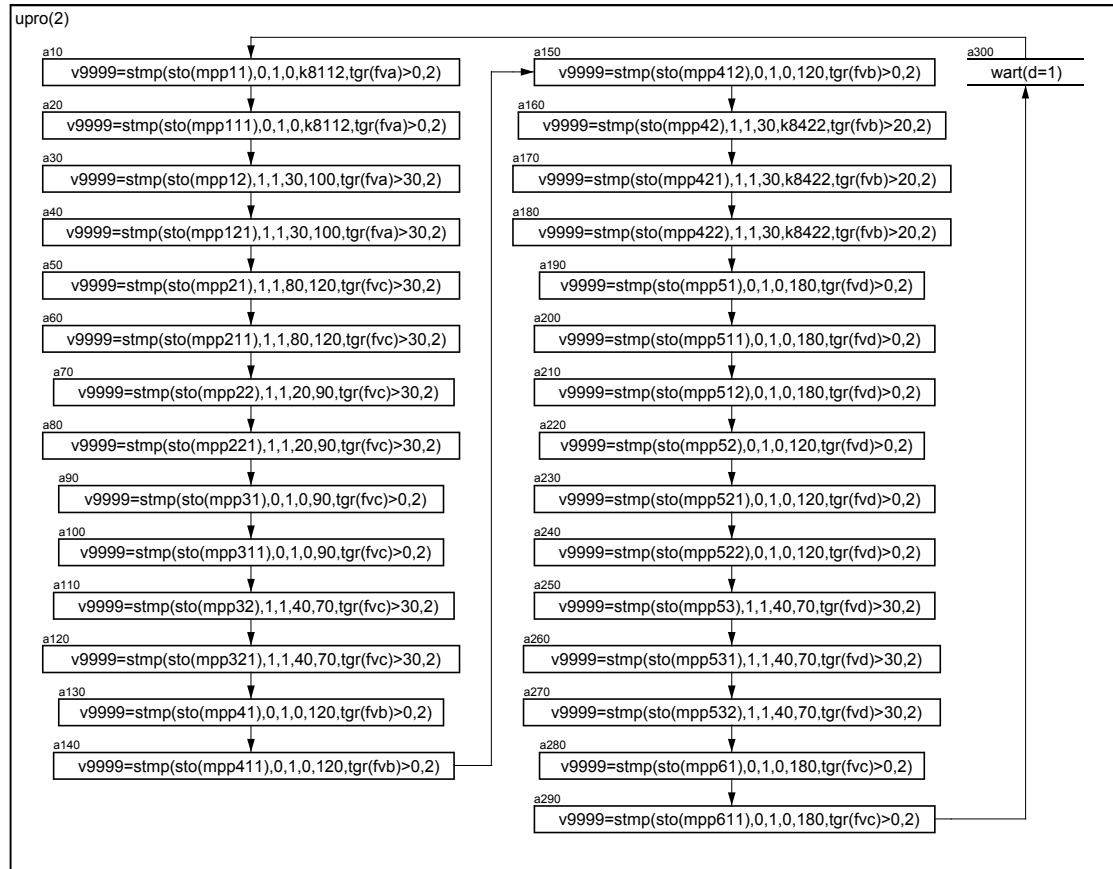 upro(2)
a10
v9999=stmp(sto(mpp11),0,1,0,k8112,tgr(fva)>0,2)
a20
v9999=stmp(sto(mpp111),0,1,0,k8112,tgr(fva)>0,2)
a30
v9999=stmp(sto(mpp12),1,1,30,100,tgr(fva)>30,2)
a40
v9999=stmp(sto(mpp121),1,1,30,100,tgr(fva)>30,2)
a50
v9999=stmp(sto(mpp21),1,1,80,120,tgr(fvc)>30,2)
a60
v9999=stmp(sto(mpp211),1,1,80,120,tgr(fvc)>30,2)
a70
v9999=stmp(sto(mpp22),1,1,20,90,tgr(fvc)>30,2)
a80
v9999=stmp(sto(mpp221),1,1,20,90,tgr(fvc)>30,2)
a90
v9999=stmp(sto(mpp31),0,1,0,90,tgr(fvc)>0,2)
a100
v9999=stmp(sto(mpp311),0,1,0,90,tgr(fvc)>0,2)
a110
v9999=stmp(sto(mpp32),1,1,40,70,tgr(fvc)>30,2)
a120
v9999=stmp(sto(mpp321),1,1,40,70,tgr(fvc)>30,2)
a130
v9999=stmp(sto(mpp41),0,1,0,120,tgr(fvb)>0,2)
a140
v9999=stmp(sto(mpp411),0,1,0,120,tgr(fvb)>0,2)
a150
v9999=stmp(sto(mpp412),0,1,0,120,tgr(fvb)>0,2)
a160
v9999=stmp(sto(mpp42),1,1,30,k8422,tgr(fvb)>20,2)
a170
v9999=stmp(sto(mpp421),1,1,30,k8422,tgr(fvb)>20,2)
a180
v9999=stmp(sto(mpp422),1,1,30,k8422,tgr(fvb)>20,2)
a190
v9999=stmp(sto(mpp51),0,1,0,180,tgr(fvd)>0,2)
a200
v9999=stmp(sto(mpp511),0,1,0,180,tgr(fvd)>0,2)
a210
v9999=stmp(sto(mpp512),0,1,0,180,tgr(fvd)>0,2)
a220
v9999=stmp(sto(mpp52),0,1,0,120,tgr(fvd)>0,2)
a230
v9999=stmp(sto(mpp521),0,1,0,120,tgr(fvd)>0,2)
a240
v9999=stmp(sto(mpp522),0,1,0,120,tgr(fvd)>0,2)
a250
v9999=stmp(sto(mpp53),1,1,40,70,tgr(fvd)>30,2)
a260
v9999=stmp(sto(mpp531),1,1,40,70,tgr(fvd)>30,2)
a270
v9999=stmp(sto(mpp532),1,1,40,70,tgr(fvd)>30,2)
a280
v9999=stmp(sto(mpp61),0,1,0,180,tgr(fvc)>0,2)
a290
v9999=stmp(sto(mpp611),0,1,0,180,tgr(fvc)>0,2)
a300
wart(d=1)